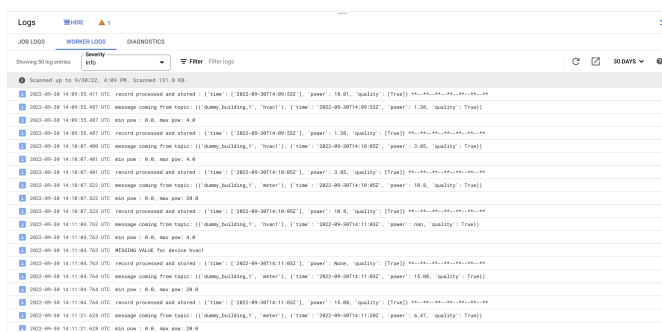 Logs HIDE 1
JOB LOGS WORKER LOGS DIAGNOSTICS
Severity
Showing 50 log entries Info Filter Filter logs 30 DAYS
Scanned up to 9/30/22, 4:09 PM. Scanned 131.8 KB.
2022-09-30 14:09:55.411 UTC record processed and stored : {'time': ['2022-09-30T14:09:53Z'], 'power': 18.01, 'quality': [True]} **--**--**--**--**--**--**
2022-09-30 14:09:55.487 UTC message coming from topic: (('dummy_building_1', 'hvac1'), {'time': '2022-09-30T14:09:53Z', 'power': 1.38, 'quality': True})
2022-09-30 14:09:55.487 UTC min pow : 0.0, max pow: 4.0
2022-09-30 14:09:55.487 UTC record processed and stored : {'time': ['2022-09-30T14:09:53Z'], 'power': 1.38, 'quality': [True]} **--**--**--**--**--**--**
2022-09-30 14:10:07.400 UTC message coming from topic: (('dummy_building_1', 'hvac1'), {'time': '2022-09-30T14:10:05Z', 'power': 3.85, 'quality': True})
2022-09-30 14:10:07.401 UTC min pow : 0.0, max pow: 4.0
2022-09-30 14:10:07.401 UTC record processed and stored : {'time': ['2022-09-30T14:10:05Z'], 'power': 3.85, 'quality': [True]} **--**--**--**--**--**--**
2022-09-30 14:10:07.522 UTC message coming from topic: (('dummy_building_1', 'meter'), {'time': '2022-09-30T14:10:05Z', 'power': 10.8, 'quality': True})
2022-09-30 14:10:07.522 UTC min pow : 0.0, max pow: 20.0
2022-09-30 14:10:07.523 UTC record processed and stored : {'time': ['2022-09-30T14:10:05Z'], 'power': 10.8, 'quality': [True]} **--**--**--**--**--**--**
2022-09-30 14:11:04.762 UTC message coming from topic: (('dummy_building_1', 'hvac1'), {'time': '2022-09-30T14:11:03Z', 'power': nan, 'quality': True})
2022-09-30 14:11:04.763 UTC min pow : 0.0, max pow: 4.0
2022-09-30 14:11:04.763 UTC MISSING VALUE for device hvac1
2022-09-30 14:11:04.763 UTC record processed and stored : {'time': ['2022-09-30T14:11:03Z'], 'power': None, 'quality': [True]} **--**--**--**--**--**--**
2022-09-30 14:11:04.764 UTC message coming from topic: (('dummy_building_1', 'meter'), {'time': '2022-09-30T14:11:03Z', 'power': 15.08, 'quality': True})
2022-09-30 14:11:04.764 UTC min pow : 0.0, max pow: 20.0
2022-09-30 14:11:04.764 UTC record processed and stored : {'time': ['2022-09-30T14:11:03Z'], 'power': 15.08, 'quality': [True]} **--**--**--**--**--**--**
2022-09-30 14:11:21.628 UTC message coming from topic: (('dummy_building_1', 'meter'), {'time': '2022-09-30T14:11:20Z', 'power': 6.47, 'quality': True})
2022-09-30 14:11:21.628 UTC min pow : 0.0, max pow: 20.0